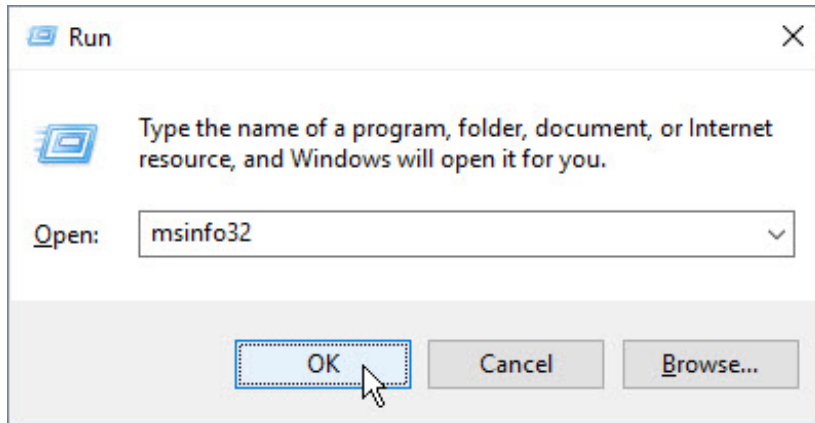 Run
Type the name of a program, folder, document, or Internet
resource, and Windows will open it for you.
Open: msinfo32
OK Cancel Browse...